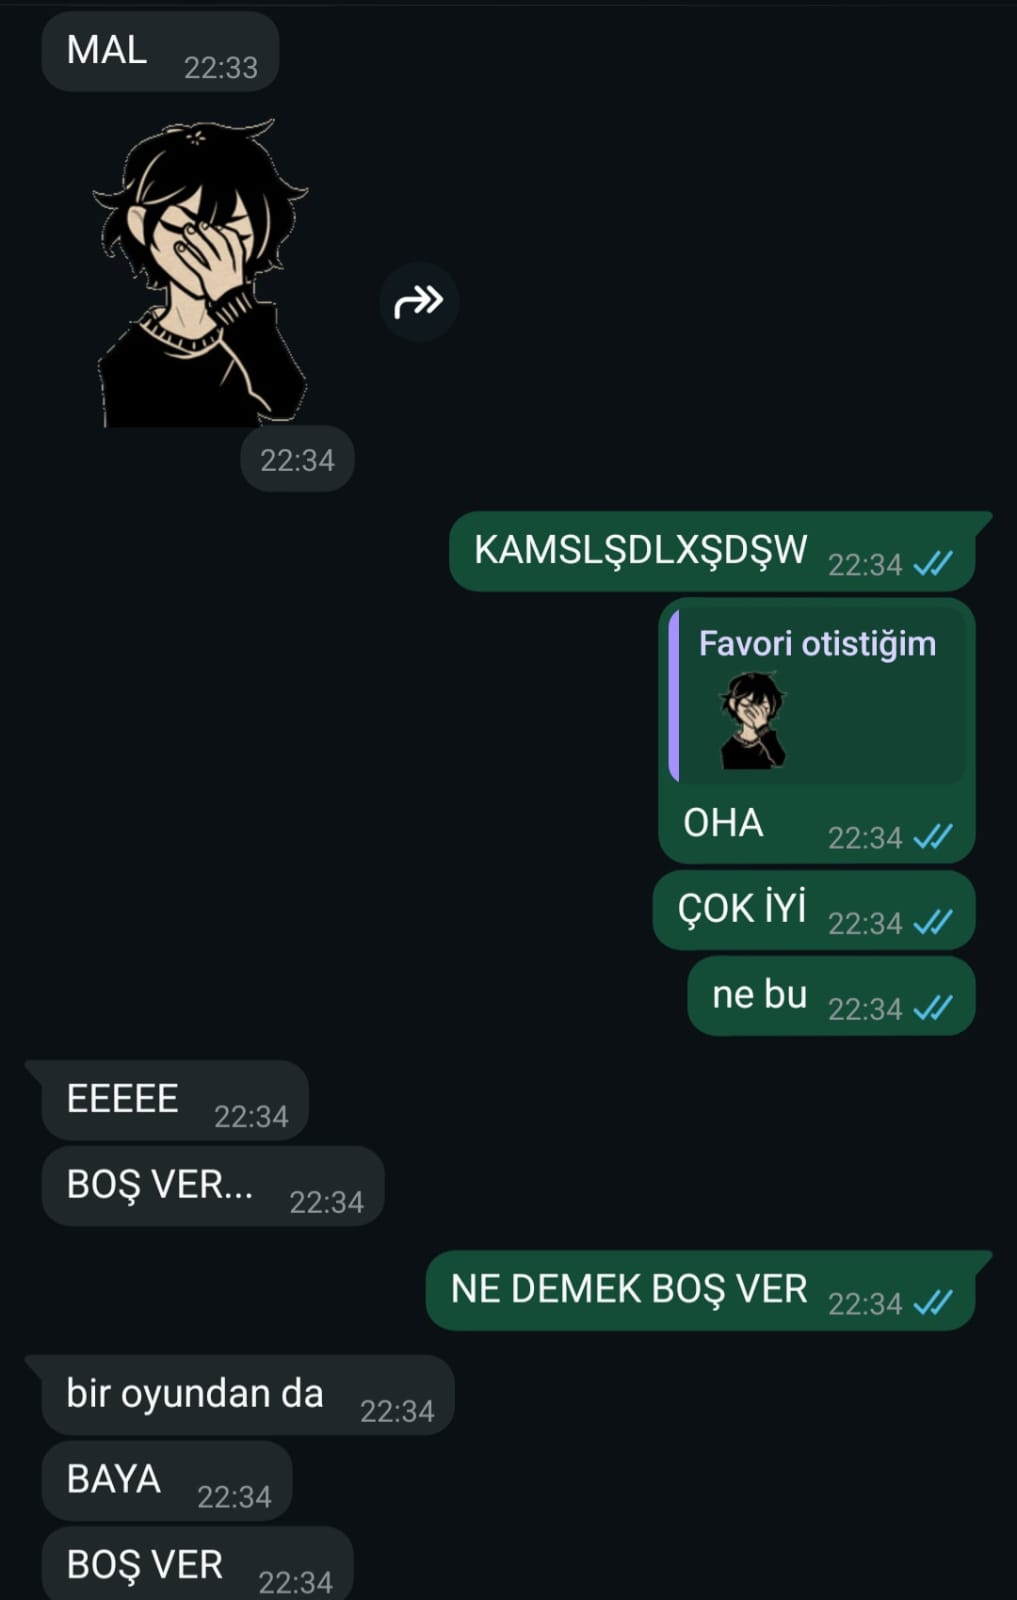 MAL 22:33
22:34
KAMSLŞDLXŞDŞW 22:34
Favori otistiğim
OHA 22:34
ÇOK İYİ 22:34
ne bu 22:34
EEEEE 22:34
BOŞ VER... 22:34
NE DEMEK BOŞ VER 22:34
bir oyundan da 22:34
BAYA 22:34
BOŞ VER 22:34